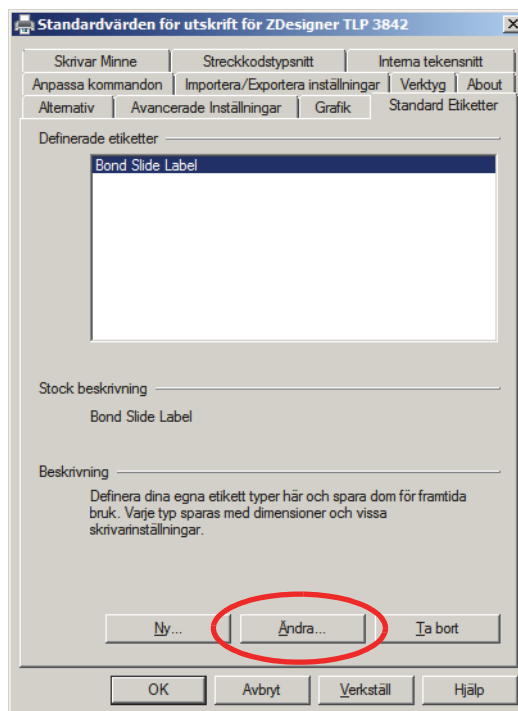 Standardvärden för utskrift för ZDesigner TLP 3842
Skrivar Minne Streckkodstypsnitt Interna tekensnitt
Anpassa kommandon Importera/Exportera inställningar Verktyg About
Alternativ Avancerade Inställningar Grafik Standard Etiketter
Definerade etiketter
Bond Slide Label
Stock beskrivning
Bond Slide Label
Beskrivning
Definera dina egna etikett typer här och spara dom för framtida
bruk. Varje typ sparas med dimensioner och vissa
skrivarinställningar.
Ny... Ändra... Ta bort
OK Avbryt Verkställ Hjälp